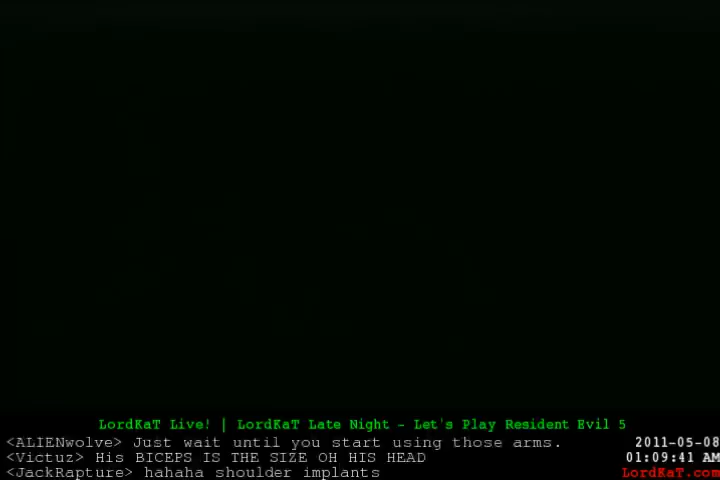 LordKaT Live! | LordKaT Late Night - Let's Play Resident Evil 5
<ALIENwolve> Just wait until you start using those arms.
2011-05-08
<Victuz> His BICEPS IS THE SIZE OH HIS HEAD
01:09:41 AM
<JackRapture> hahaha shoulder implants
LordKaT.com